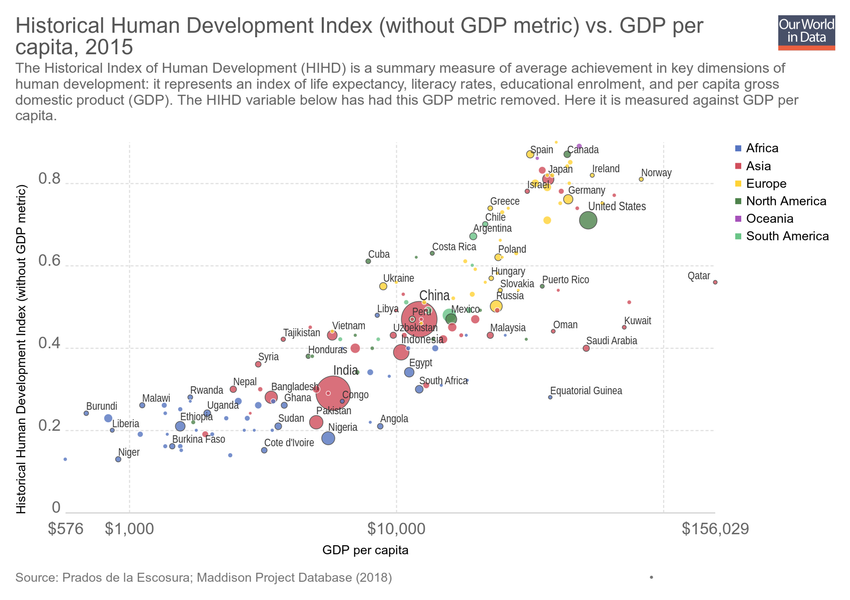 Historical Human Development Index (without GDP metric) vs. GDP per
capita, 2015
Our World
in Data
The Historical Index of Human Development (HIHD) is a summary measure of average achievement in key dimensions of
human development: it represents an index of life expectancy, literacy rates, educational enrolment, and per capita gross
domestic product (GDP). The HIHD variable below has had this GDP metric removed. Here it is measured against GDP per
capita.
Historical Human Development Index (without GDP metric)
Africa
Asia
Europe
North America
Oceania
South America
Spain
Canada
Japan
Ireland
Norway
0.8
Israel
Germany
Greece
United States
Chile
Argentina
Cuba
Costa Rica
Poland
0.6
Ukraine
Hungary
Slovakia
Puerto Rico
Qatar
China
Russia
Libya
Peru
Mexico
Tajikistan
Vietnam
Uzbekistan
Malaysia
Oman
Kuwait
0.4
Honduras
Indonesia
Saudi Arabia
Syria
India
Egypt
Nepal
South Africa
Rwanda
Bangladesh
Congo
Equatorial Guinea
Burundi
Malawi
Uganda
Ghana
Liberia
Ethiopia
Sudan
Pakistan
Angola
0.2
Burkina Faso
Cote d'Ivoire
Nigeria
Niger
0
$576
$1,000
$10,000
$156,029
GDP per capita
Source: Prados de la Escosura; Maddison Project Database (2018)